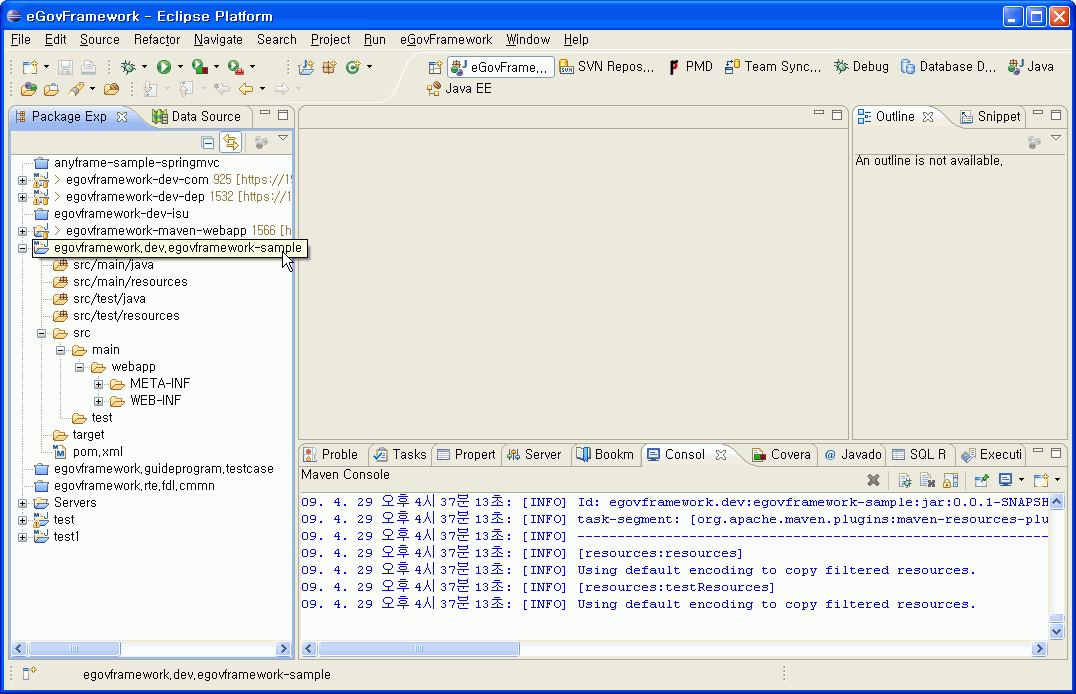 eGovFramework - Eclipse Platform
File Edit Source Refactor Navigate Search Project Run eGovFramework Window Help
eGovFrame... SVN Repos... PMD Team Sync... Debug Database D... Java
Java EE
Package Exp Data Source
Outline Snippet
An outline is not available.
anyframe-sample-springmvc
> egovframework-dev-com 925 [https://1
> egovframework-dev-dep 1532 [https://1
egovframework-dev-isu
> egovframework-maven-webapp 1566 [h
egovframework.dev.egovframework-sample
src/main/java
src/main/resources
src/test/java
src/test/resources
src
main
webapp
META-INF
WEB-INF
test
target
pom.xml
egovframework.guideprogram.testcase
egovframework.rte.fdl.cmmn
Servers
test
test1
Proble Tasks Propert Server Bookm Consol Covera Javado SQL R Executi
Maven Console
09. 4. 29 오후 4시 37분 13초: [INFO] Id: egovframework.dev:egovframework-sample:jar:0.0.1-SNAPSH
09. 4. 29 오후 4시 37분 13초: [INFO] task-segment: [org.apache.maven.plugins:maven-resources-plu
09. 4. 29 오후 4시 37분 13초: [INFO] -----------------------------------------------------------
09. 4. 29 오후 4시 37분 13초: [INFO] [resources:resources]
09. 4. 29 오후 4시 37분 13초: [INFO] Using default encoding to copy filtered resources.
09. 4. 29 오후 4시 37분 13초: [INFO] [resources:testResources]
09. 4. 29 오후 4시 37분 13초: [INFO] Using default encoding to copy filtered resources.
egovframework.dev.egovframework-sample